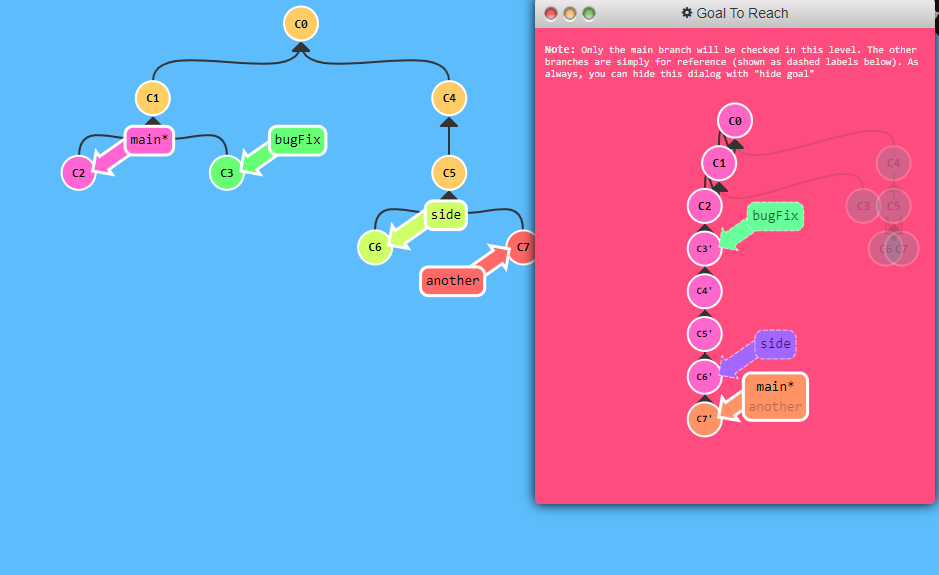 C0
C1
C4
main*
bugFix
C2
C3
C5
side
C6
C7
another
Goal To Reach
Note: Only the main branch will be checked in this level. The other
branches are simply for reference (shown as dashed labels below). As
always, you can hide this dialog with "hide goal"
C0
C1
C4
C2
C3
C5
bugFix
C3'
C6
C7
C4'
C5'
side
C6'
main*
another
C7'